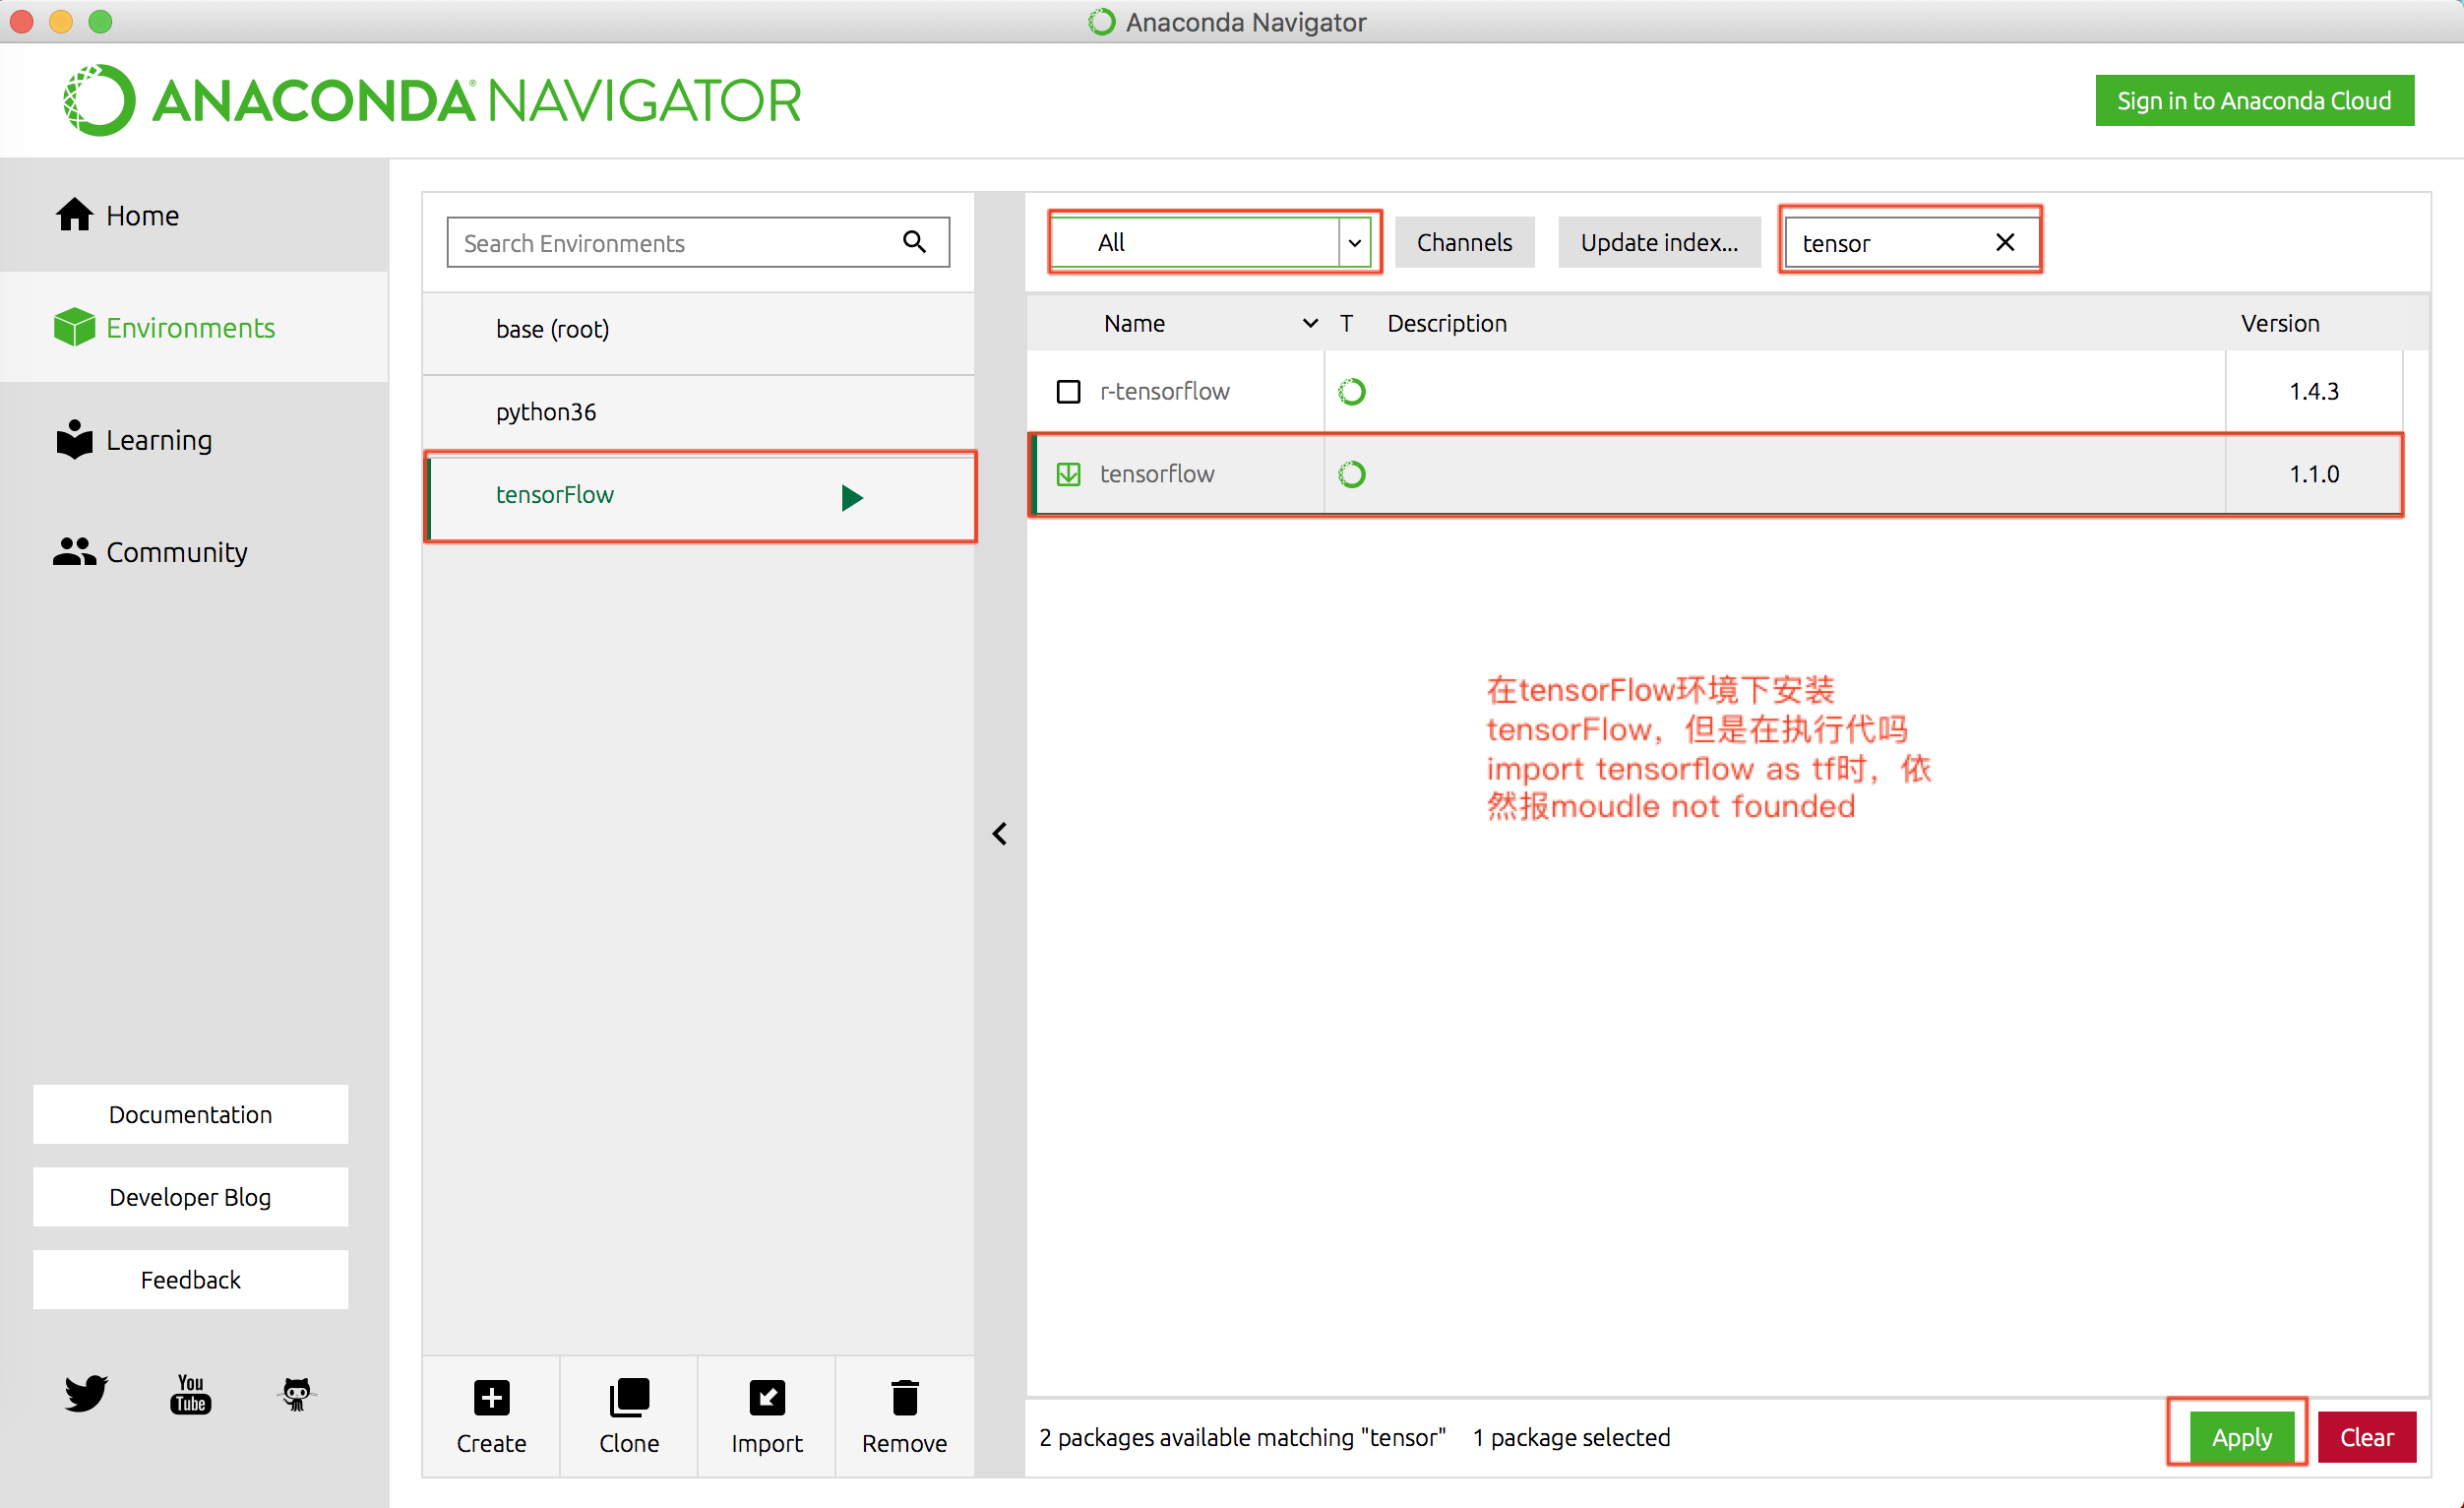 Anaconda Navigator
ANACONDA® NAVIGATOR
Sign in to Anaconda Cloud
Home
Environments
Learning
Community
Documentation
Developer Blog
Feedback
You
Tube
Search Environments
base (root)
python36
tensorFlow
Create
Clone
Import
Remove
All
Channels
Update index...
tensor
Name
T
Description
Version
r-tensorflow
1.4.3
tensorflow
1.1.0
在tensorFlow环境下安装
tensorFlow，但是在执行代吗
import tensorflow as tf时，依
然报moudle not founded
2 packages available matching "tensor"
1 package selected
Apply
Clear